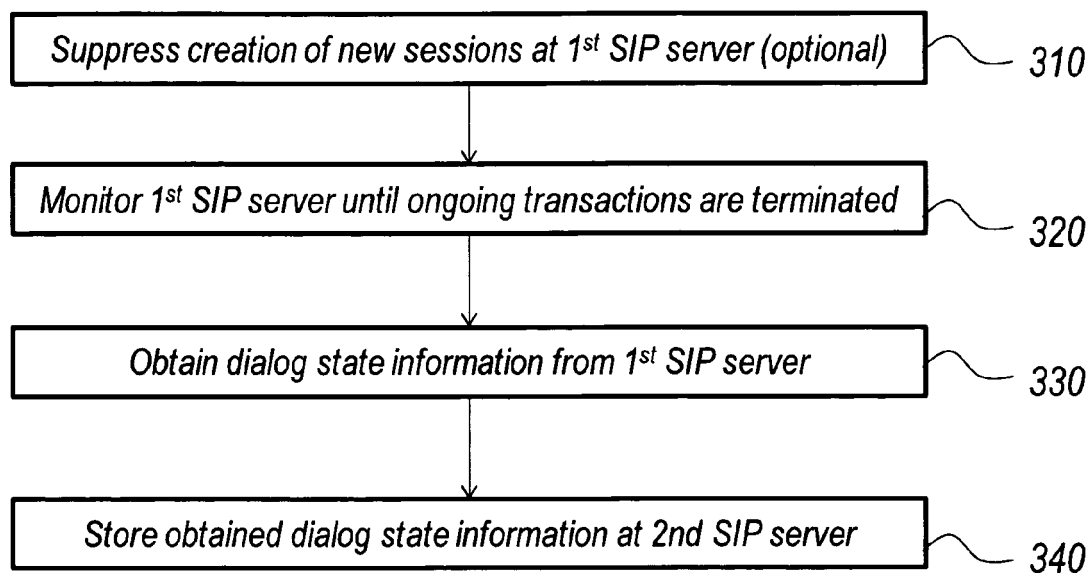 Suppress creation of new sessions at 1st SIP server (optional)
310
Monitor 1st SIP server until ongoing transactions are terminated
320
Obtain dialog state information from 1st SIP server
330
Store obtained dialog state information at 2nd SIP server
340